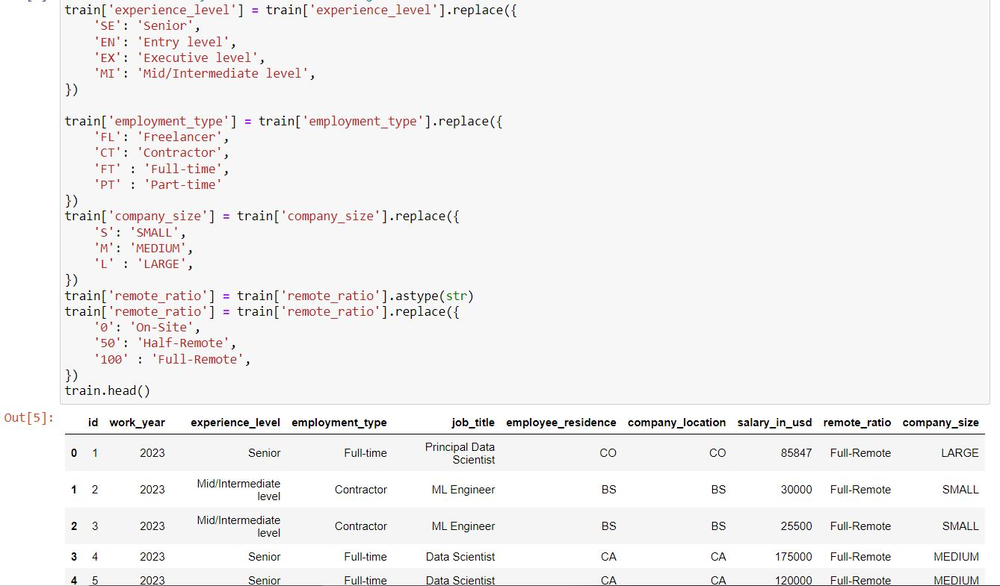 train['experience_level'] = train['experience_level'].replace({
    'SE': 'Senior',
    'EN': 'Entry level',
    'EX': 'Executive level',
    'MI': 'Mid/Intermediate level',
})

train['employment_type'] = train['employment_type'].replace({
    'FL': 'Freelancer',
    'CT': 'Contractor',
    'FT' : 'Full-time',
    'PT' : 'Part-time'
})
train['company_size'] = train['company_size'].replace({
    'S': 'SMALL',
    'M': 'MEDIUM',
    'L' : 'LARGE',
})
train['remote_ratio'] = train['remote_ratio'].astype(str)
train['remote_ratio'] = train['remote_ratio'].replace({
    '0': 'On-Site',
    '50': 'Half-Remote',
    '100' : 'Full-Remote',
})
train.head()
Out[5]:
id work_year experience_level employment_type job_title employee_residence company_location salary_in_usd remote_ratio company_size
0 1 2023 Senior Full-time Principal Data Scientist CO CO 85847 Full-Remote LARGE
1 2 2023 Mid/Intermediate level Contractor ML Engineer BS BS 30000 Full-Remote SMALL
2 3 2023 Mid/Intermediate level Contractor ML Engineer BS BS 25500 Full-Remote SMALL
3 4 2023 Senior Full-time Data Scientist CA CA 175000 Full-Remote MEDIUM
4 5 2023 Senior Full-time Data Scientist CA CA 120000 Full-Remote MEDIUM